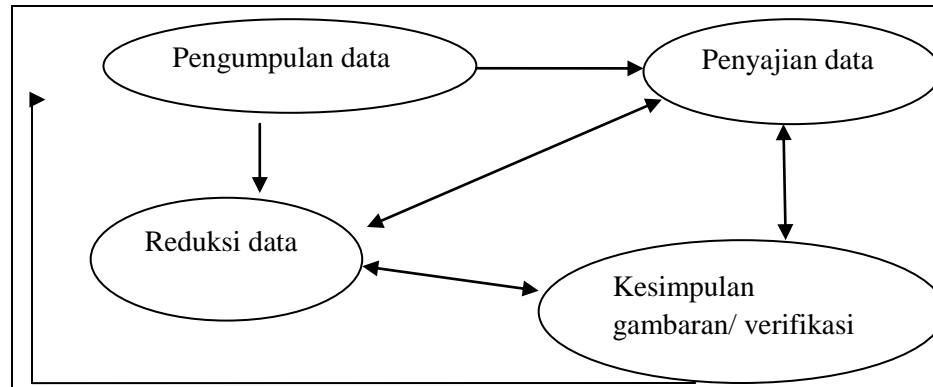 Pengumpulan data
Penyajian data
Reduksi data
Kesimpulan
gambaran/ verifikasi